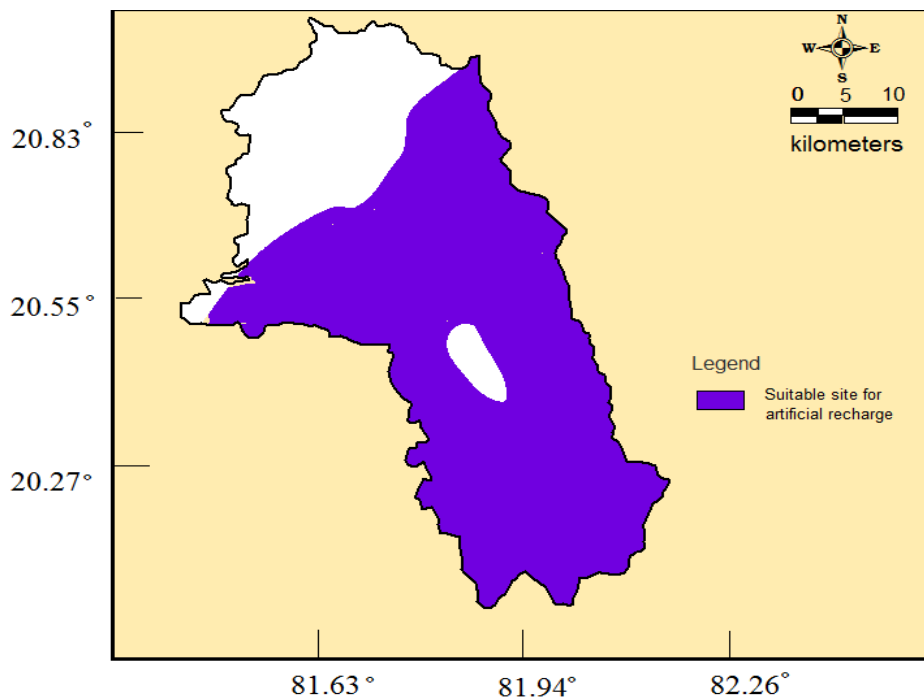 N
W E
S
0 5 10
kilometers
20.83°
20.55°
20.27°
Legend
Suitable site for
artificial recharge
81.63 ° 81.94° 82.26°